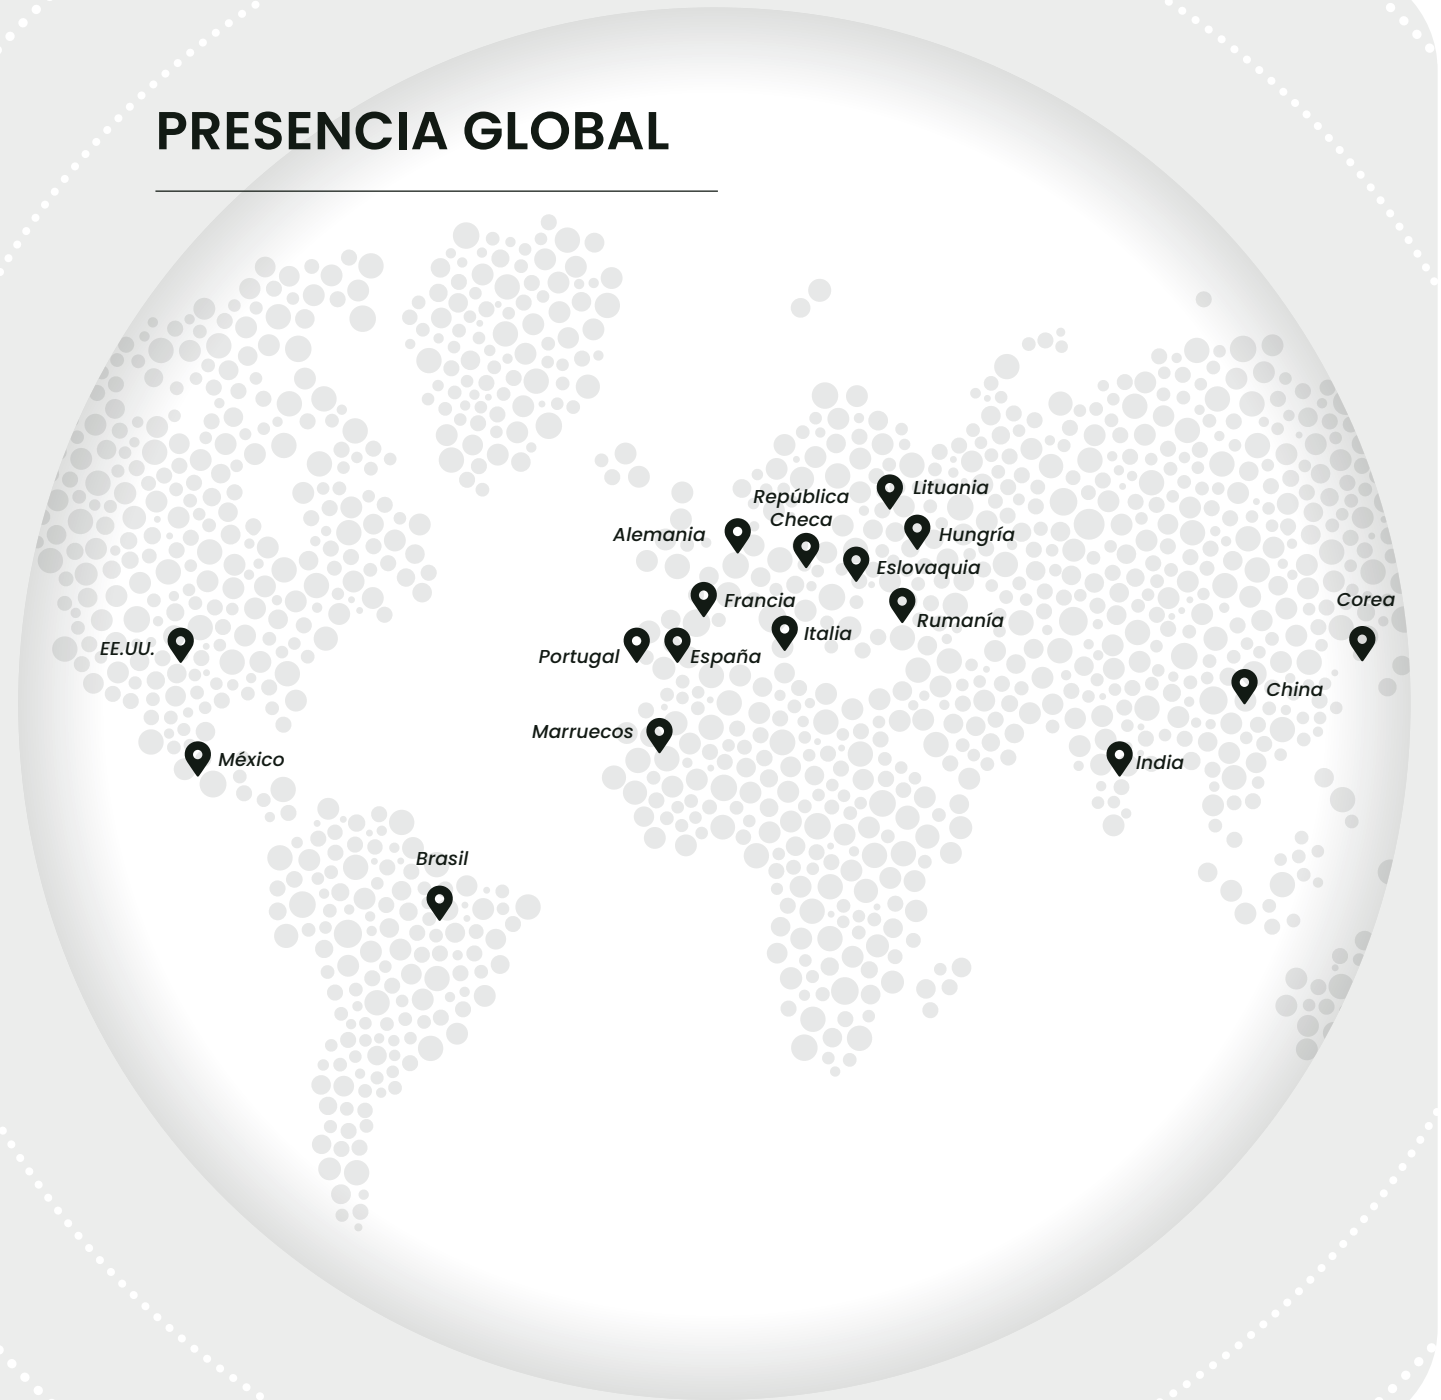 PRESENCIA GLOBAL
Lituania
República
Checa
Alemania
Hungría
Eslovaquia
Francia
Corea
Rumanía
Italia
EE.UU.
Portugal
España
China
Marruecos
México
India
Brasil